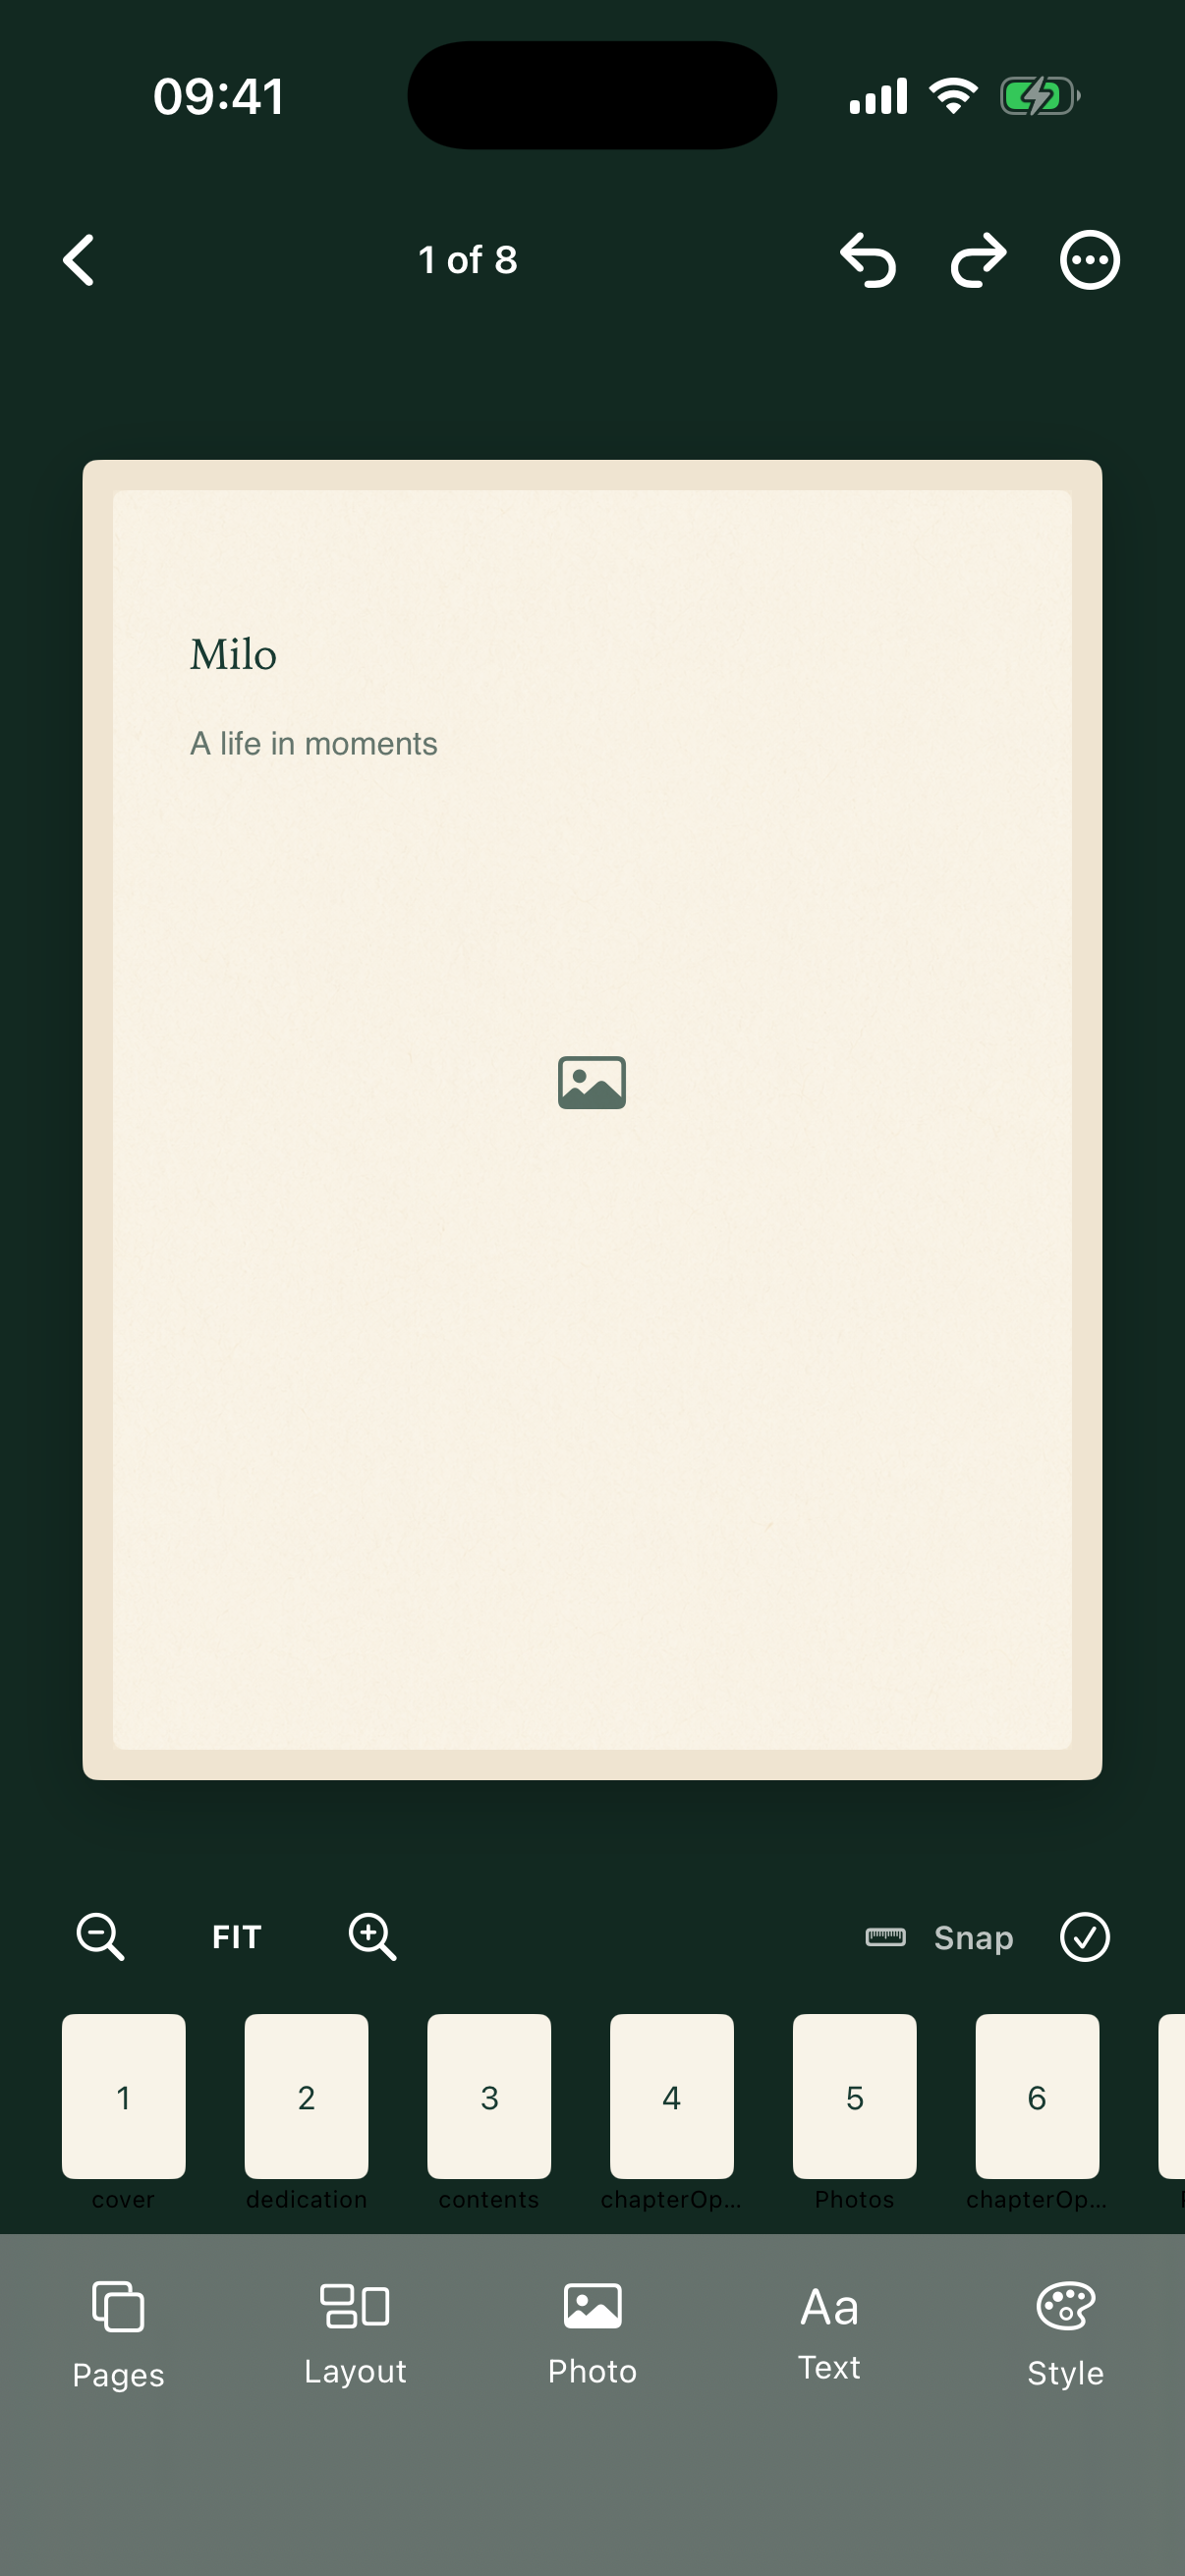 09:41
1 of 8
Milo
A life in moments
FIT
Snap
1
2
3
4
5
6
cover
dedication
contents
chapterOp...
Photos
chapterOp...
Pages
Layout
Photo
Aa
Text
Style